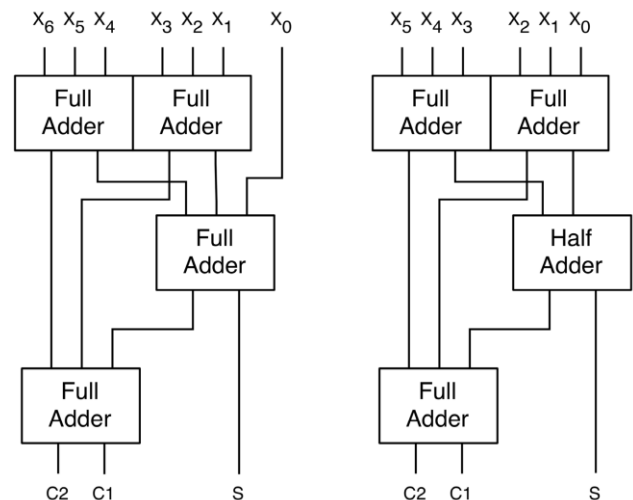 X6 X5 X4 X3 X2 X1 X0 X5 X4 X3 X2 X1 X0
Full Adder Full Adder Full Adder Full Adder
Full Adder Half Adder
Full Adder Full Adder
C2 C1 S C2 C1 S